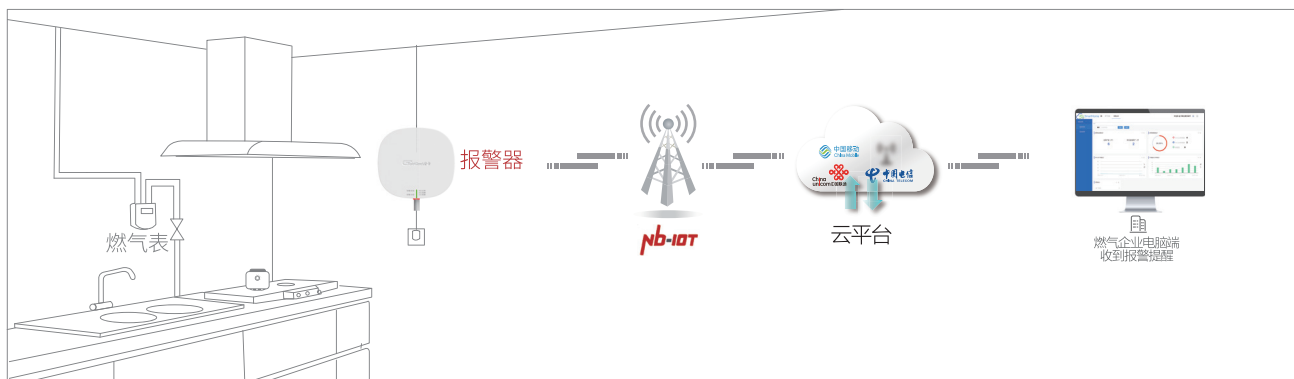 报警器
燃气表
中国移动
China Mobile
China
unicom中国联通
中国电信
CHINA TELECOM
Nb-IOT
云平台
燃气企业电脑端
收到报警提醒